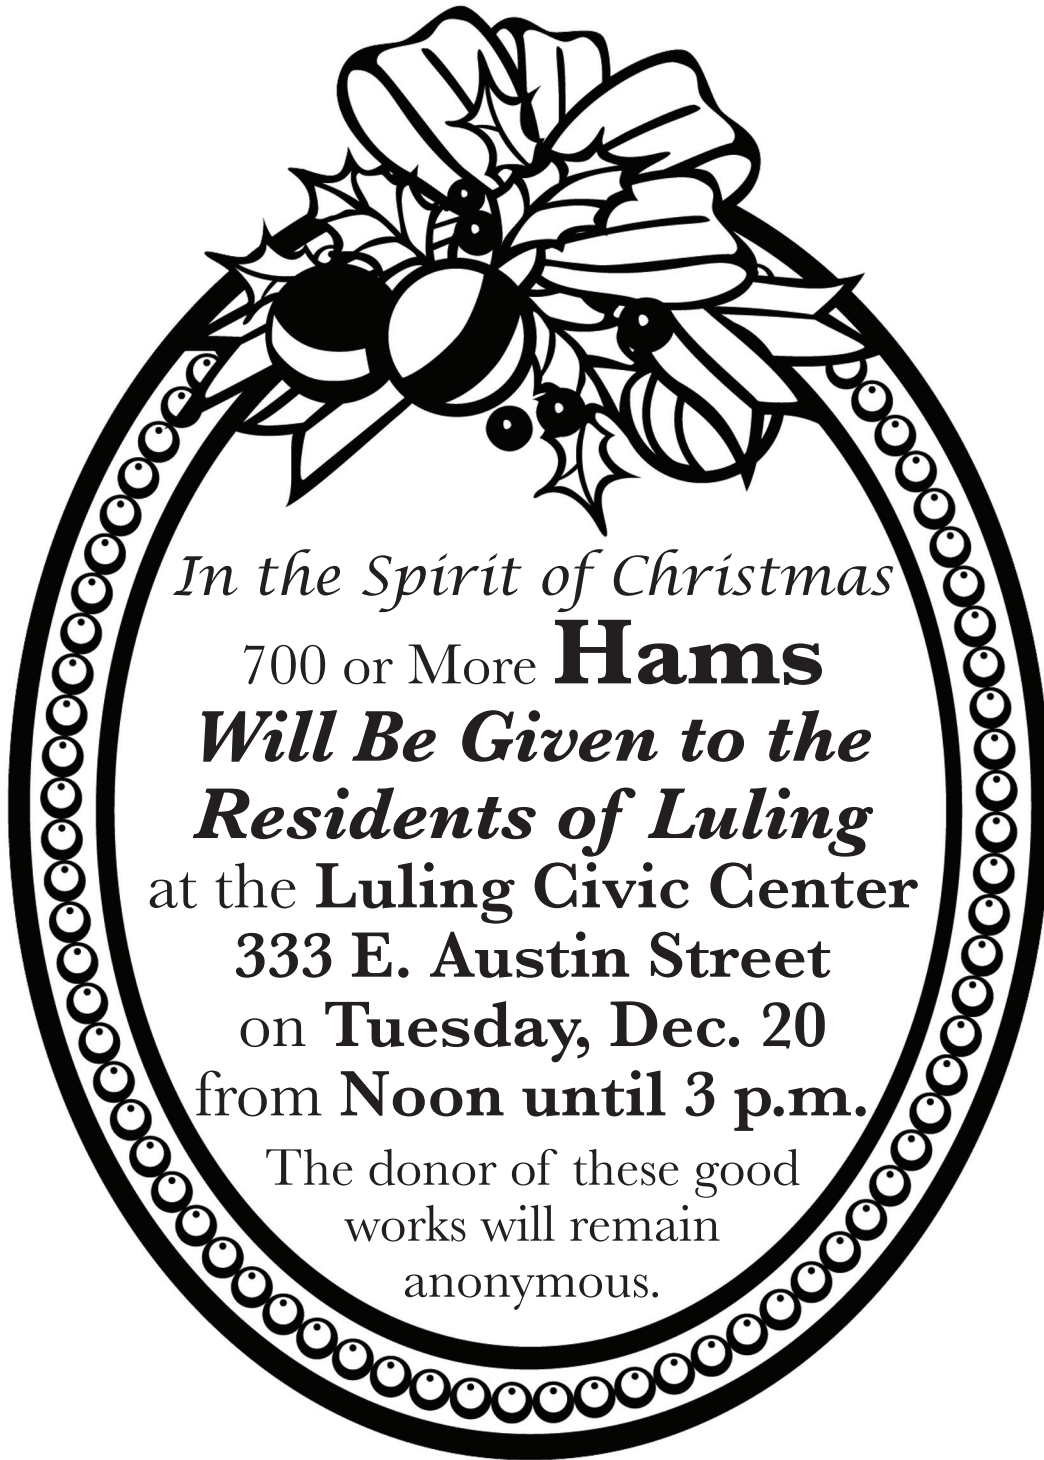 In the Spirit of Christmas
700 or More Hams
Will Be Given to the
Residents of Luling
at the Luling Civic Center
333 E. Austin Street
on Tuesday, Dec. 20
from Noon until 3 p.m.
The donor of these good
works will remain
anonymous.